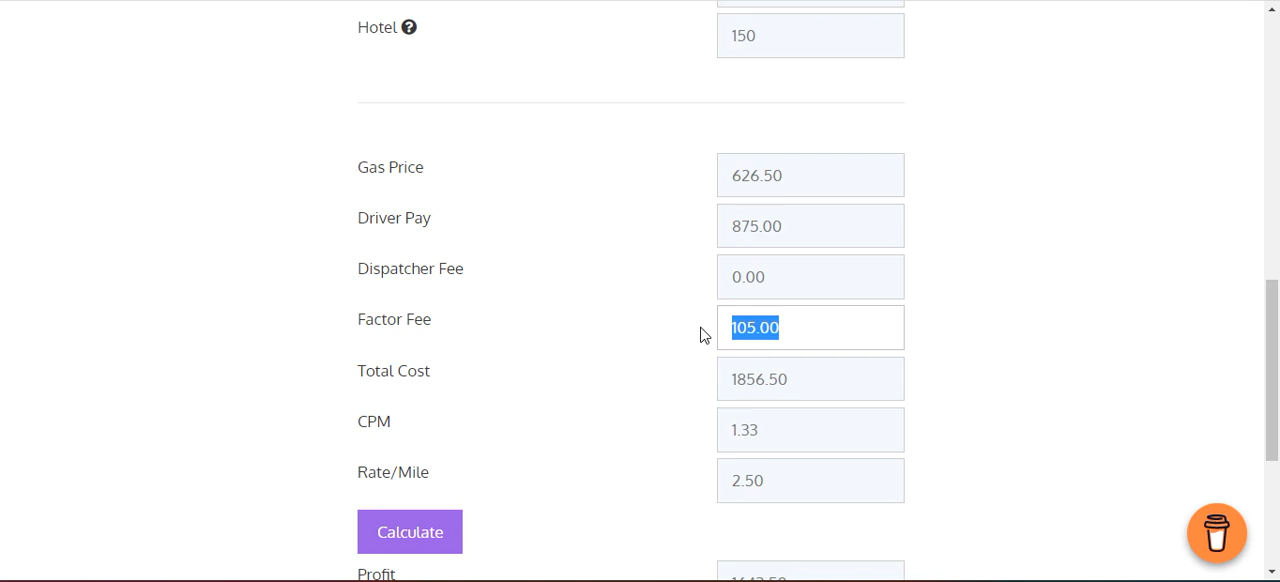 Hotel
150
Gas Price
626.50
Driver Pay
875.00
Dispatcher Fee
0.00
Factor Fee
105.00
Total Cost
1856.50
CPM
1.33
Rate/Mile
2.50
Calculate
Profit